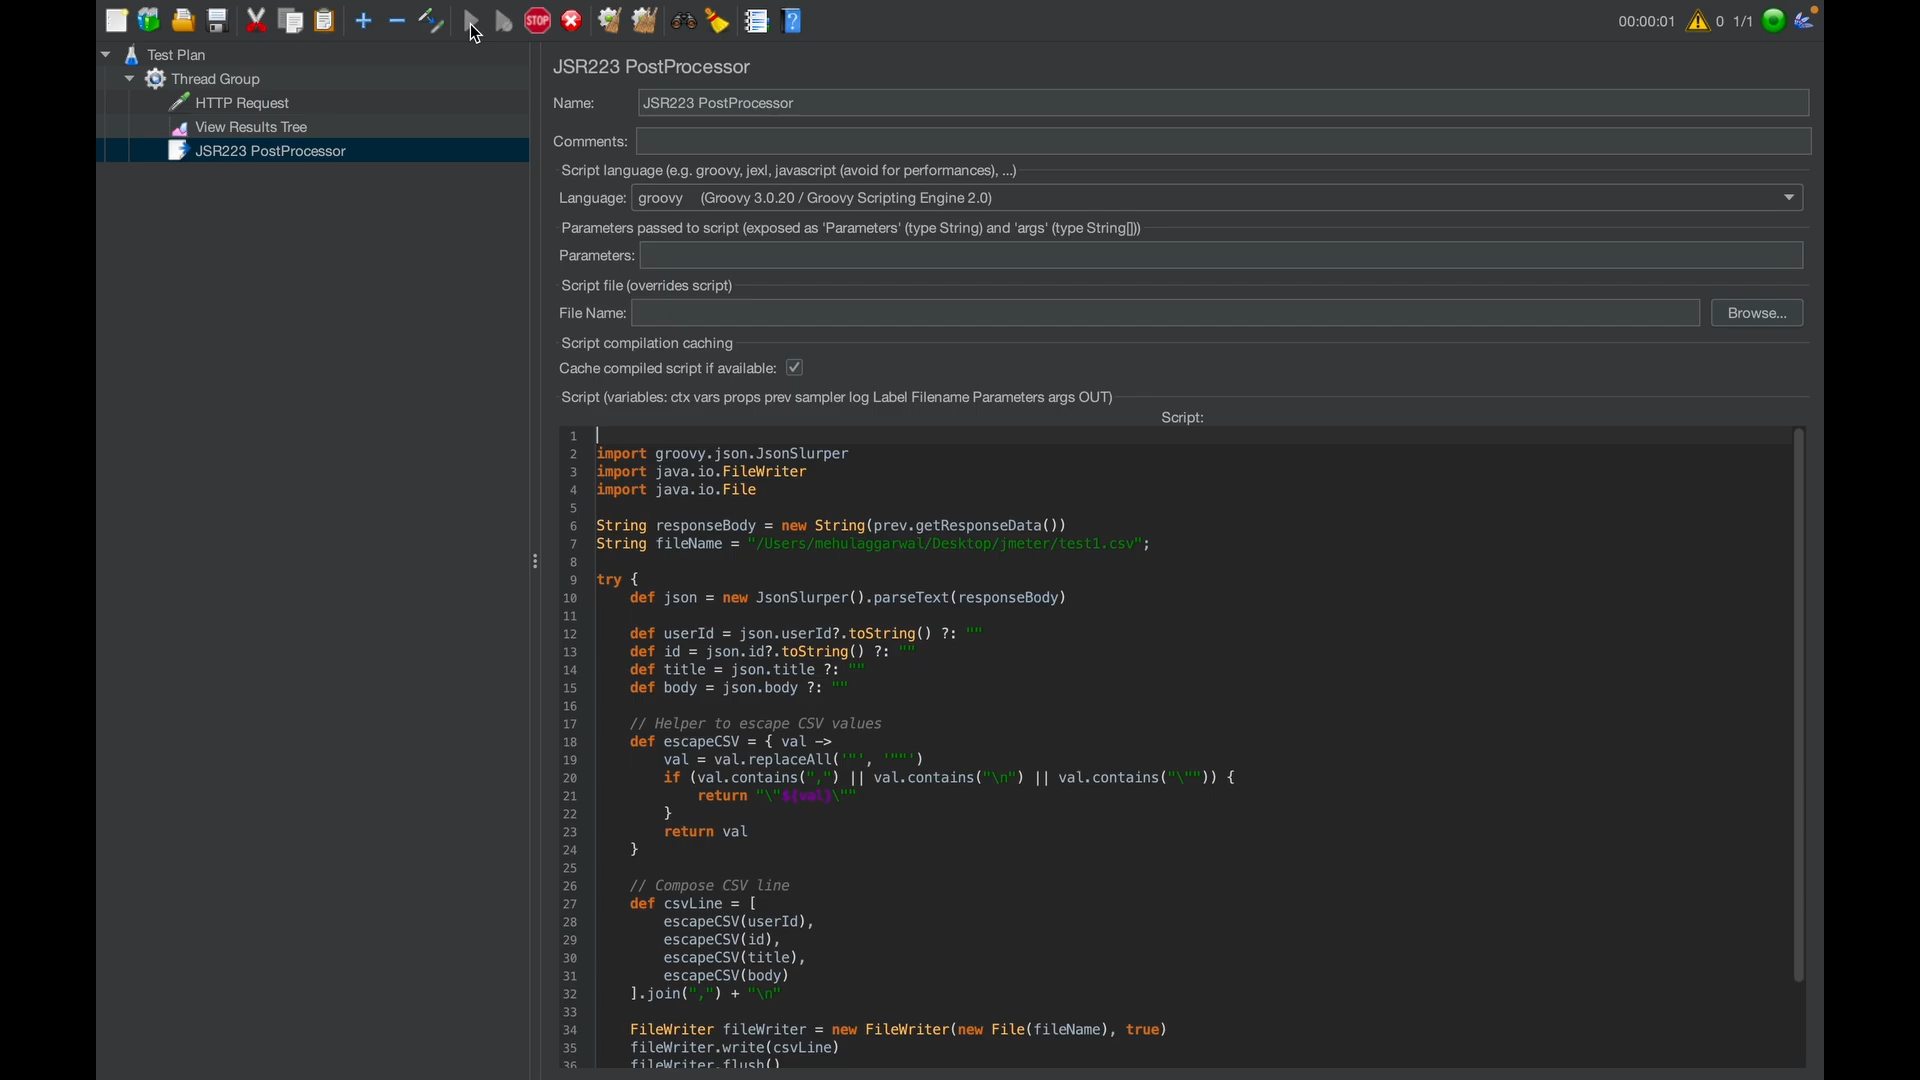 STOP
00:00:01
0 1/1
Test Plan
Thread Group
HTTP Request
View Results Tree
JSR223 PostProcessor
JSR223 PostProcessor
Name: JSR223 PostProcessor
Comments:
Script language (e.g. groovy, jexl, javascript (avoid for performances), ...)
Language: groovy (Groovy 3.0.20 / Groovy Scripting Engine 2.0)
Parameters passed to script (exposed as 'Parameters' (type String) and 'args' (type String[]))
Parameters:
Script file (overrides script)
File Name: Browse...
Script compilation caching
Cache compiled script if available:
Script (variables: ctx vars props prev sampler log Label Filename Parameters args OUT)
Script:
1
2 import groovy.json.JsonSlurper
3 import java.io.FileWriter
4 import java.io.File
5
6 String responseBody = new String(prev.getResponseData())
7 String fileName = "/Users/mehulaggarwal/Desktop/jmeter/test1.csv";
8
9 try {
10 def json = new JsonSlurper().parseText(responseBody)
11
12 def userId = json.userId?.toString() ?: ""
13 def id = json.id?.toString() ?: ""
14 def title = json.title ?: ""
15 def body = json.body ?: ""
16
17 // Helper to escape CSV values
18 def escapeCSV = { val ->
19 val = val.replaceAll('"', '""')
20 if (val.contains(",") || val.contains("\n") || val.contains("\"")) {
21 return "\"${val}\""
22 }
23 return val
24 }
25
26 // Compose CSV line
27 def csvLine = [
28 escapeCSV(userId),
29 escapeCSV(id),
30 escapeCSV(title),
31 escapeCSV(body)
32 ].join(",") + "\n"
33
34 FileWriter fileWriter = new FileWriter(new File(fileName), true)
35 fileWriter.write(csvLine)
36 fileWriter.flush()